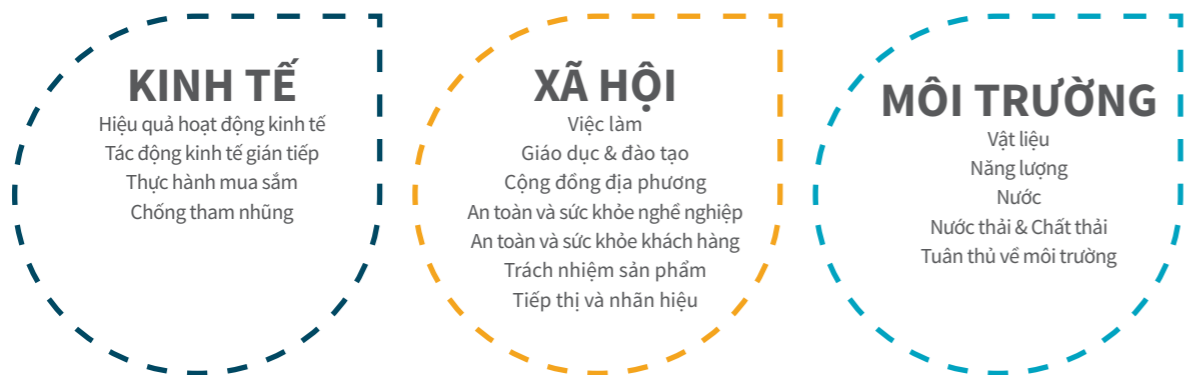 KINH TẾ
Hiệu quả hoạt động kinh tế
Tác động kinh tế gián tiếp
Thực hành mua sắm
Chống tham nhũng
XÃ HỘI
Việc làm
Giáo dục & đào tạo
Cộng đồng địa phương
An toàn và sức khỏe nghề nghiệp
An toàn và sức khỏe khách hàng
Trách nhiệm sản phẩm
Tiếp thị và nhãn hiệu
MÔI TRƯỜNG
Vật liệu
Năng lượng
Nước
Nước thải & Chất thải
Tuân thủ về môi trường